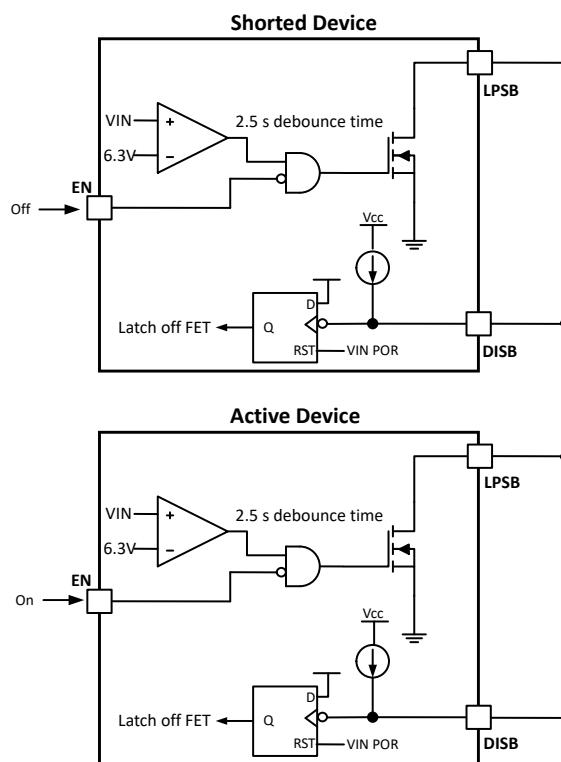 Shorted Device
LPSB
VIN
+
2.5 s debounce time
6.3V
−
EN
Off
Vcc
D
Latch off FET
Q
RST
VIN POR
DISB
Active Device
LPSB
VIN
+
2.5 s debounce time
6.3V
−
EN
On
Vcc
D
Latch off FET
Q
RST
VIN POR
DISB